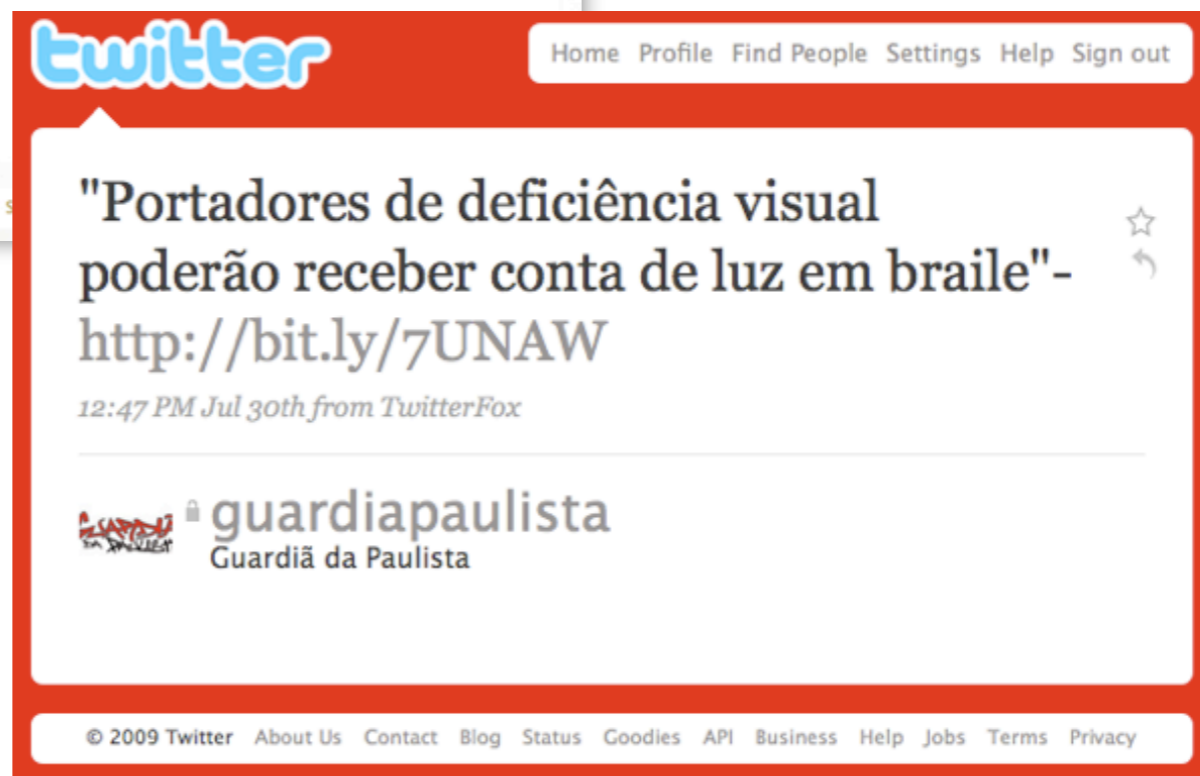 twitter
Home Profile Find People Settings Help Sign out
"Portadores de deficiência visual
poderão receber conta de luz em braile"-
http://bit.ly/7UNAW
12:47 PM Jul 30th from TwitterFox
guardiapaulista
Guardiã da Paulista
© 2009 Twitter About Us Contact Blog Status Goodies API Business Help Jobs Terms Privacy